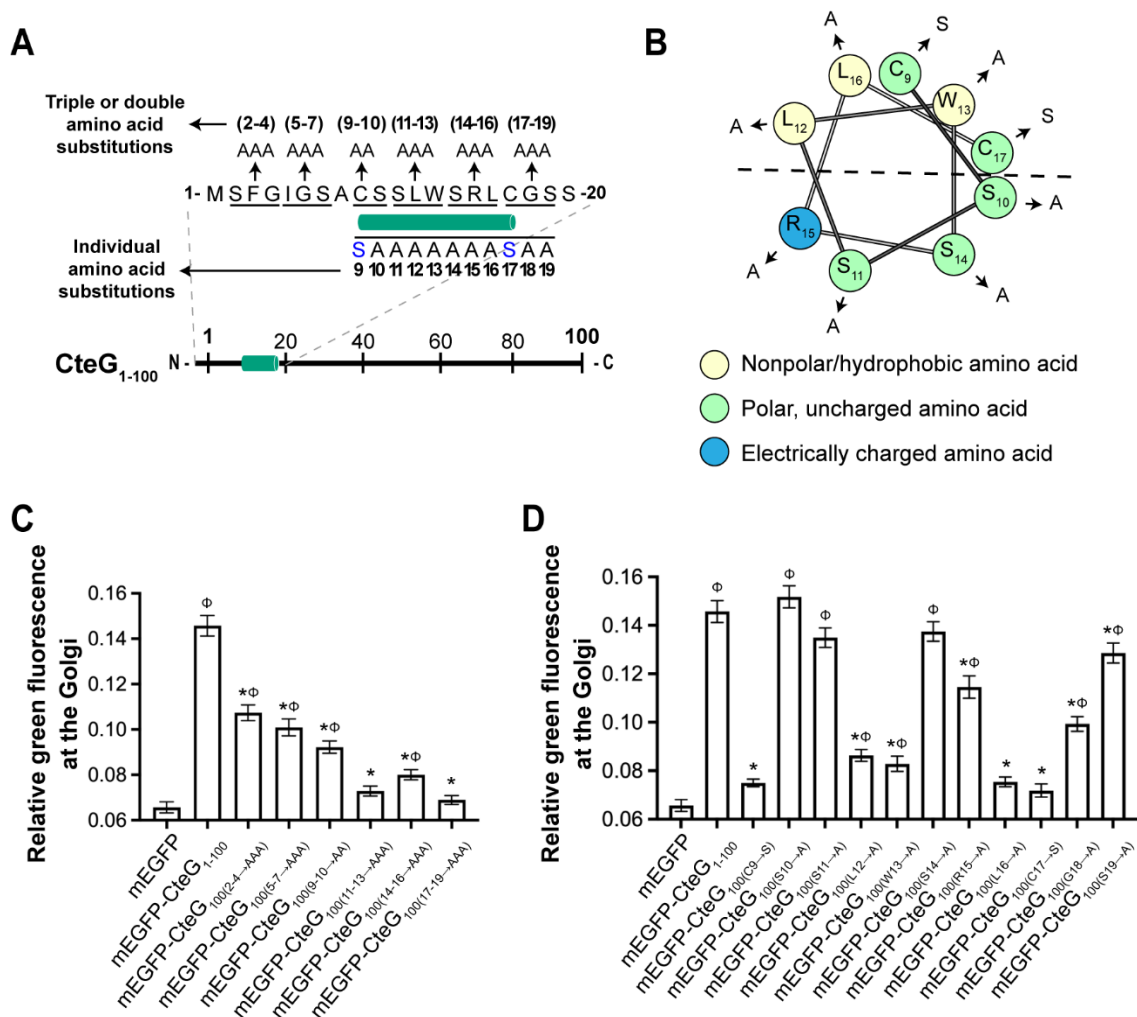 A
Triple or double
amino acid
substitutions
(2-4) (5-7) (9-10) (11-13) (14-16) (17-19)
AAA AAA AA AAA AAA AAA
1- MSFGIGSACSSLWSRLCGSS -20
Individual
amino acid
substitutions
SAAAAAAASAA
9 10 11 12 13 14 15 16 17 18 19
1 20 40 60 80 100
CteG1-100 N - - C
B
A S
A
L16 C9
W13
S
A L12
C17
R15
S10 A
A
S11 S14
A
A
Nonpolar/hydrophobic amino acid
Polar, uncharged amino acid
Electrically charged amino acid
C
Relative green fluorescence
at the Golgi
0.16
0.14
0.12
0.10
0.08
0.06
Φ
*Φ
*Φ
*Φ
*
*Φ
*
mEGFP
mEGFP-CteG1-100
mEGFP-CteG100(2-4→AAA)
mEGFP-CteG100(5-7→AAA)
mEGFP-CteG100(9-10→AA)
mEGFP-CteG100(11-13→AAA)
mEGFP-CteG100(14-16→AAA)
mEGFP-CteG100(17-19→AAA)
D
Relative green fluorescence
at the Golgi
0.16
0.14
0.12
0.10
0.08
0.06
Φ
*
Φ
Φ
*Φ
*Φ
Φ
*Φ
*
*
*Φ
*Φ
mEGFP
mEGFP-CteG1-100
mEGFP-CteG100(C9→S)
mEGFP-CteG100(S10→A)
mEGFP-CteG100(S11→A)
mEGFP-CteG100(L12→A)
mEGFP-CteG100(W13→A)
mEGFP-CteG100(S14→A)
mEGFP-CteG100(R15→A)
mEGFP-CteG100(L16→A)
mEGFP-CteG100(C17→S)
mEGFP-CteG100(G18→A)
mEGFP-CteG100(S19→A)